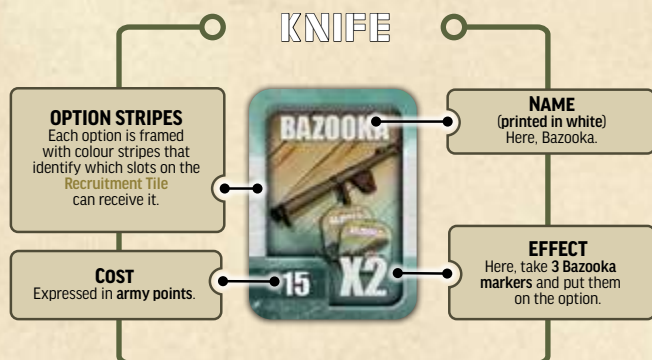 KNIFE
OPTION STRIPES
Each option is framed
with colour stripes that
identify which slots on the
Recruitment Tile
can receive it.
COST
Expressed in army points.
BAZOOKA
15
X2
NAME
(printed in white)
Here, Bazooka.
EFFECT
Here, take 3 Bazooka
markers and put them
on the option.